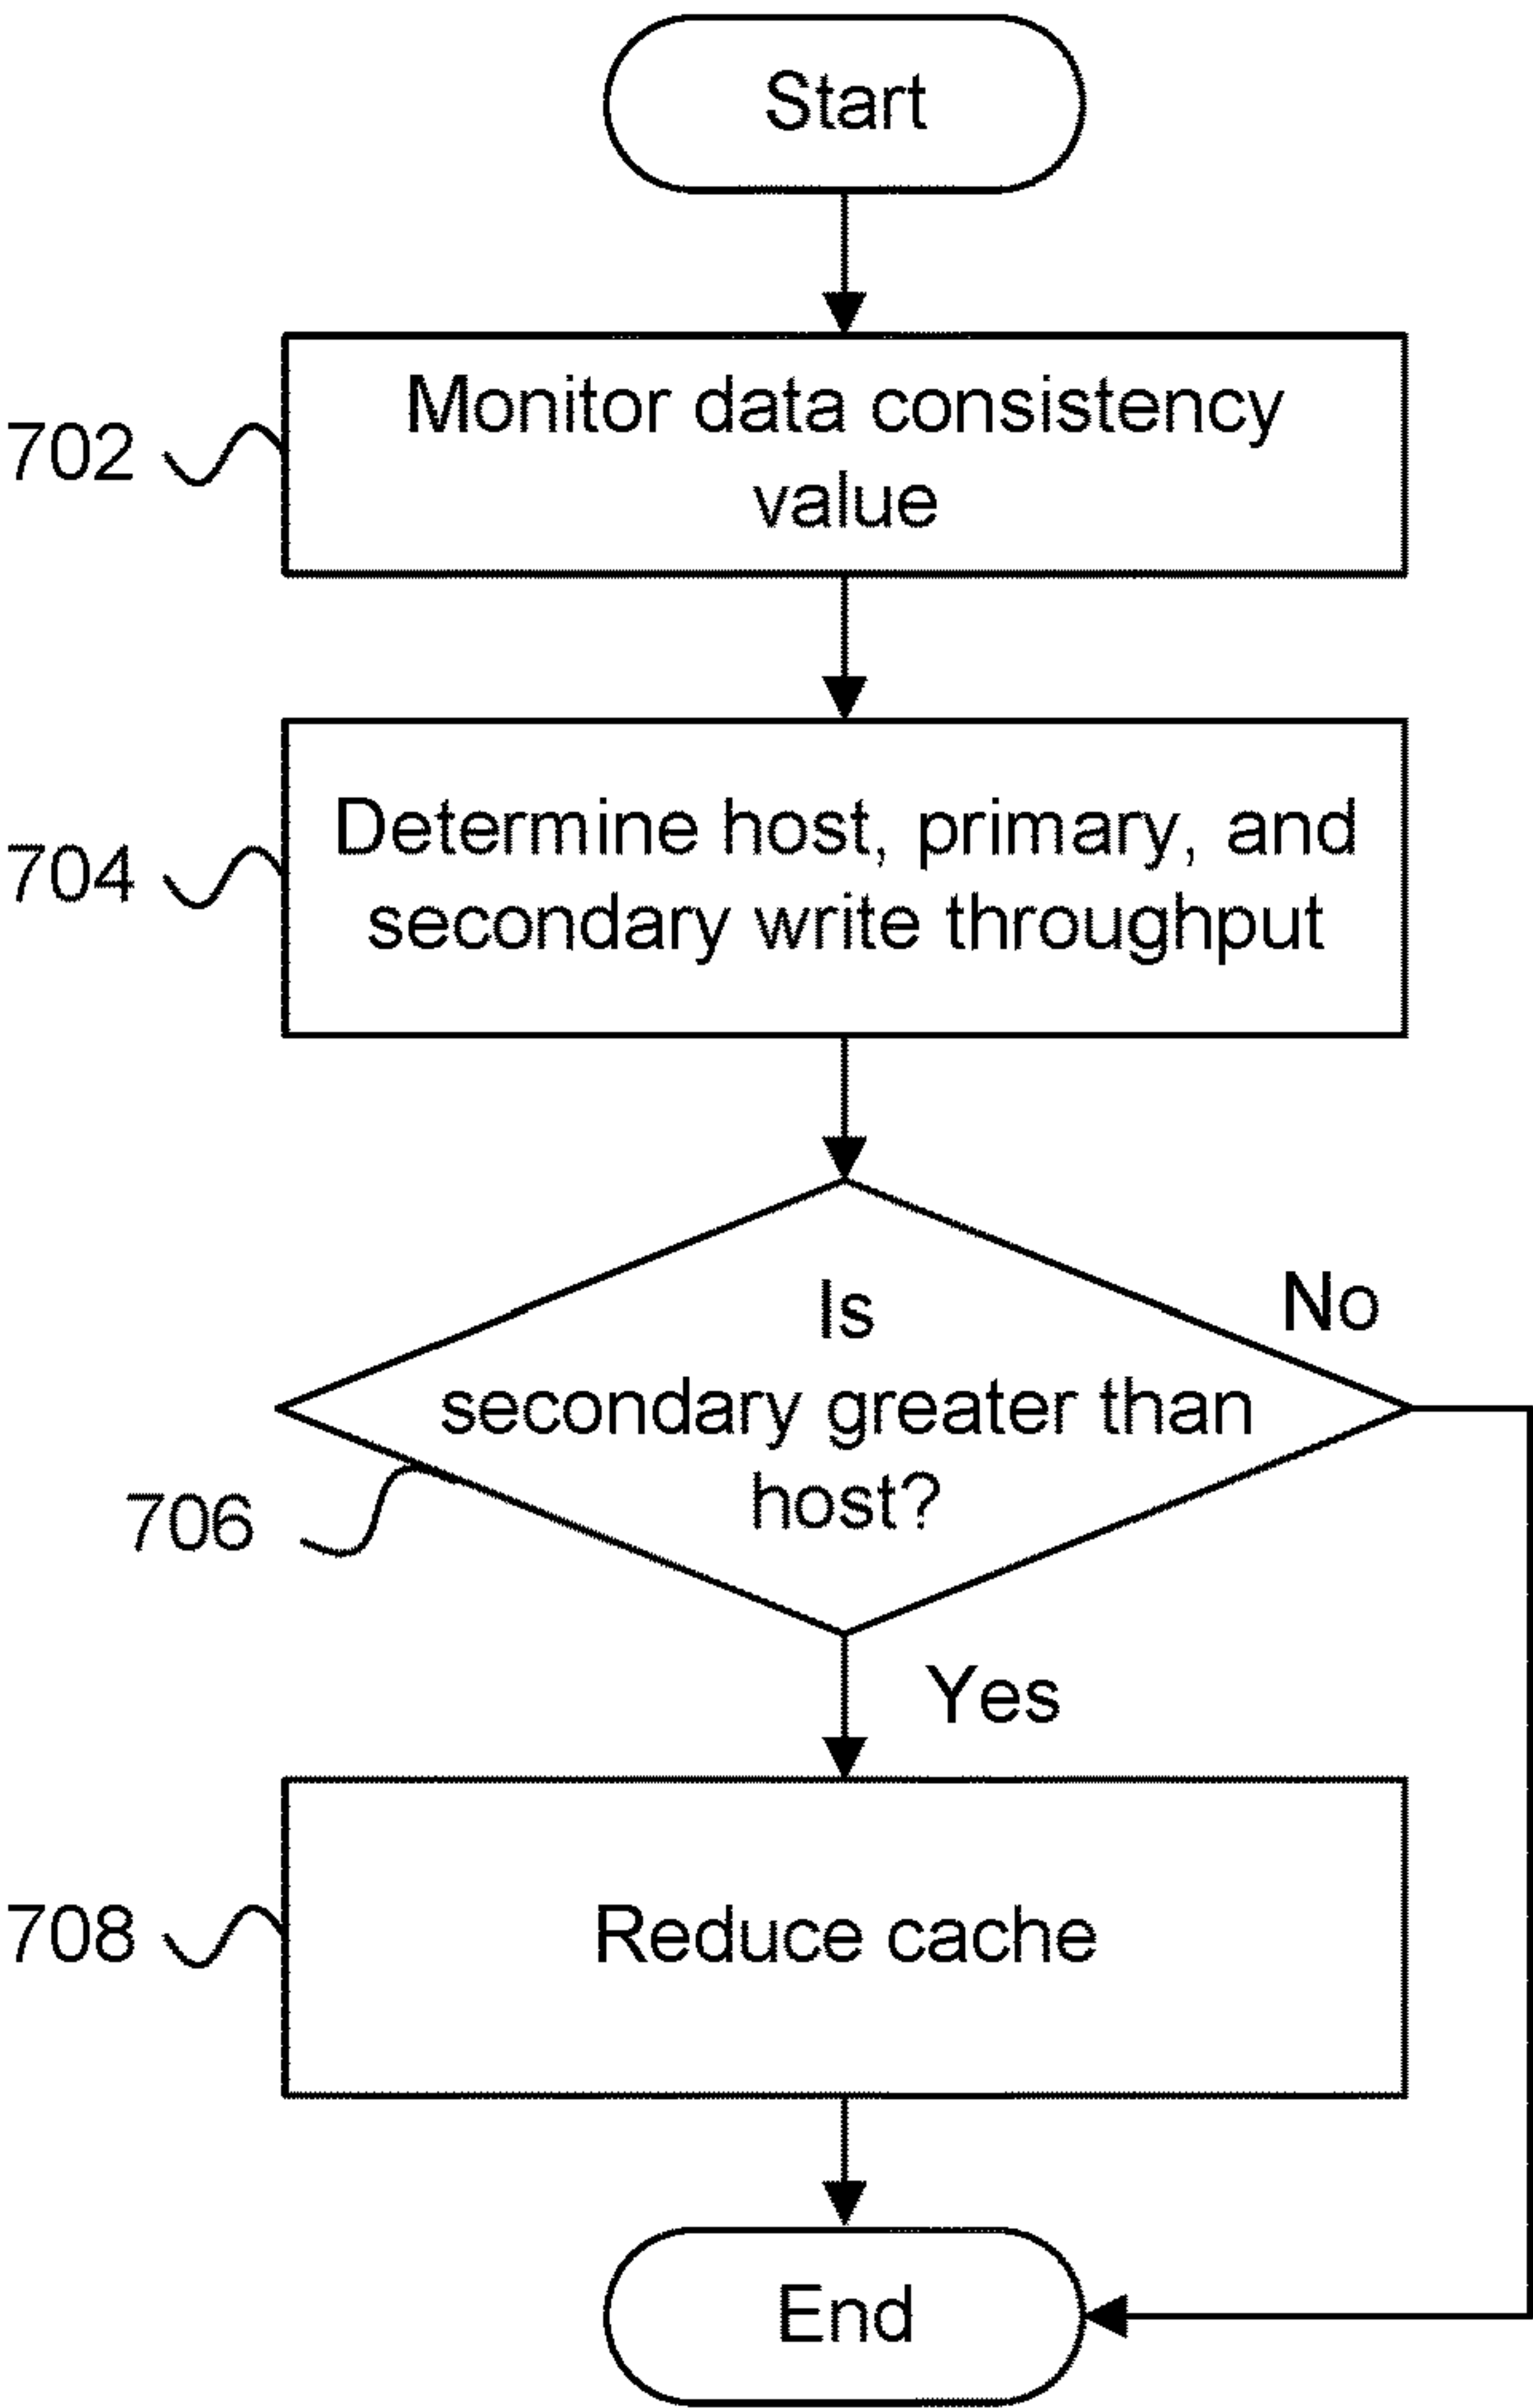 Start
702
Monitor data consistency
value
704
Determine host, primary, and
secondary write throughput
No
Is
secondary greater than
host?
706
Yes
708
Reduce cache
End